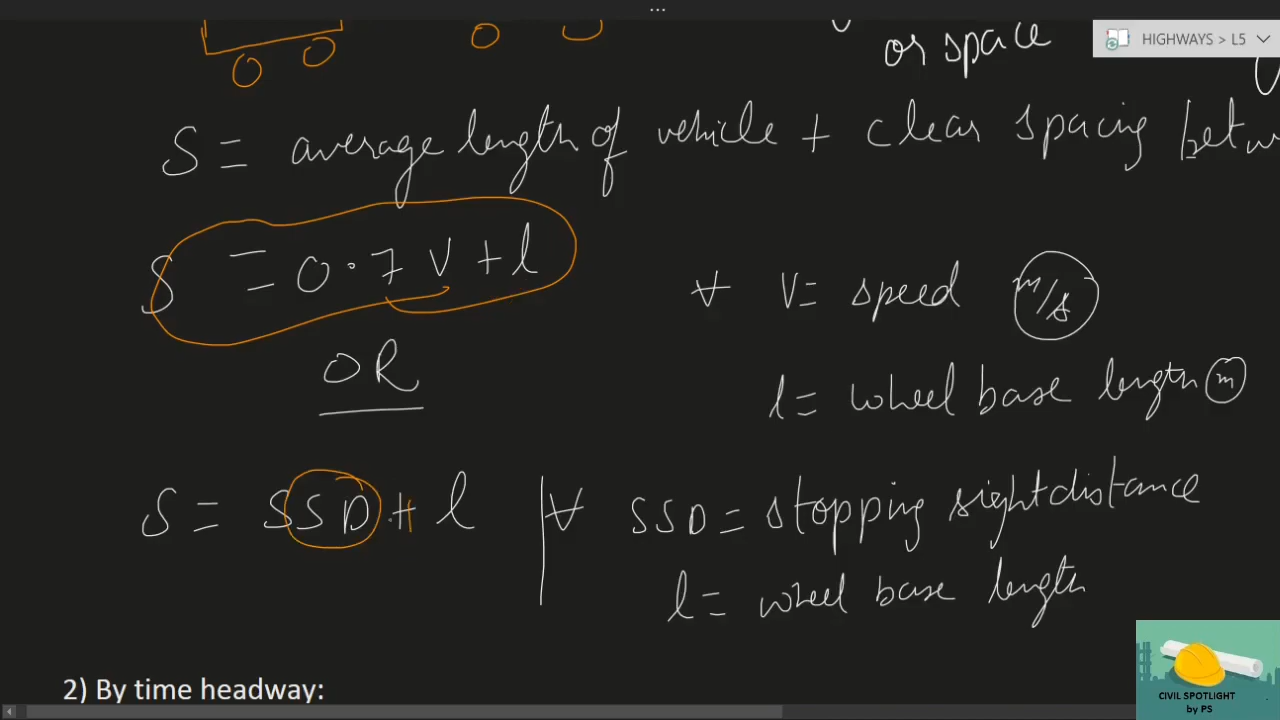 ...
or space
HIGHWAYS > L5
S = average length of vehicle + clear spacing betw
S = 0.7 V + l
∀ V = speed m/s
OR
l = wheel base length m
S = SSD + l
∀ SSD = stopping sight distance
l = wheel base length
2) By time headway:
CIVIL SPOTLIGHT
by PS